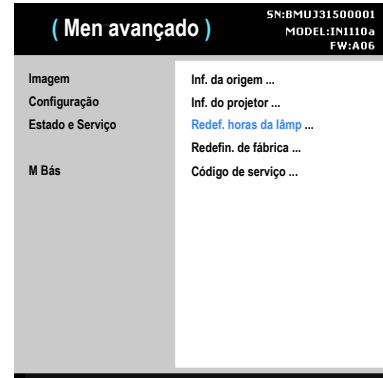 ( Men avançado )
SN:BMUJ31500001
MODEL:IN1110a
FW:A06
Imagem
Configuração
Estado e Serviço
M Bás
Inf. da origem ...
Inf. do projetor ...
Redef. horas da lâmp ...
Redefin. de fábrica ...
Código de serviço ...